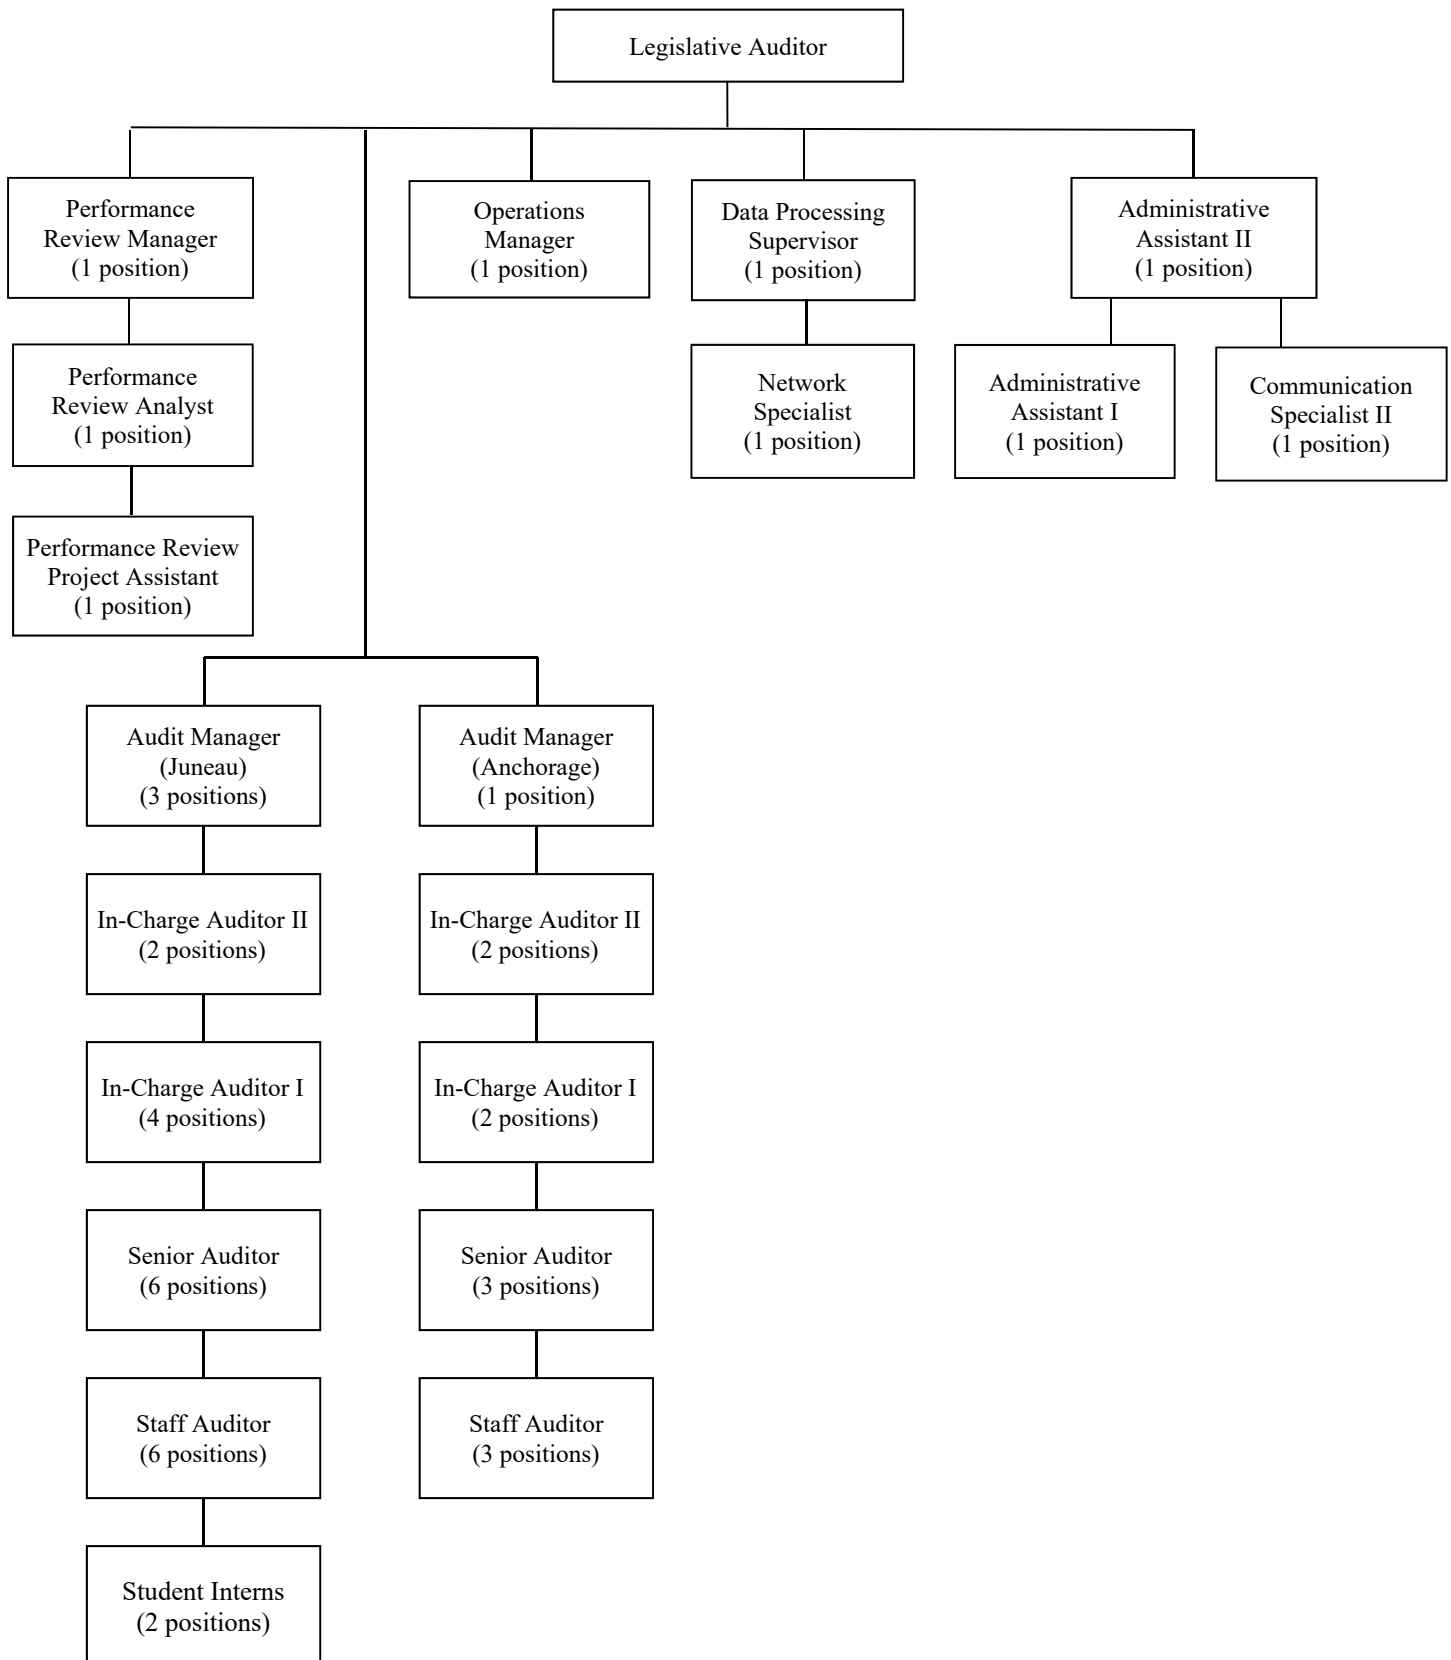 Legislative Auditor
Performance
Review Manager
(1 position)
Operations
Manager
(1 position)
Data Processing
Supervisor
(1 position)
Administrative
Assistant II
(1 position)
Performance
Review Analyst
(1 position)
Network
Specialist
(1 position)
Administrative
Assistant I
(1 position)
Communication
Specialist II
(1 position)
Performance Review
Project Assistant
(1 position)
Audit Manager
(Juneau)
(3 positions)
Audit Manager
(Anchorage)
(1 position)
In-Charge Auditor II
(2 positions)
In-Charge Auditor II
(2 positions)
In-Charge Auditor I
(4 positions)
In-Charge Auditor I
(2 positions)
Senior Auditor
(6 positions)
Senior Auditor
(3 positions)
Staff Auditor
(6 positions)
Staff Auditor
(3 positions)
Student Interns
(2 positions)